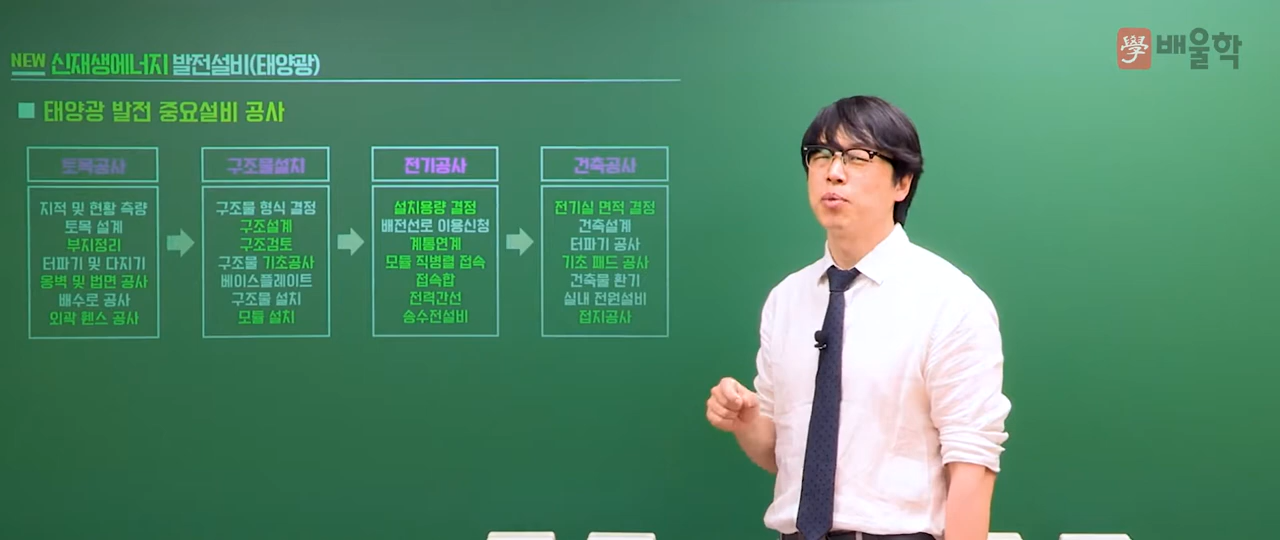 NEW 신재생에너지 발전설비(태양광)
學 배울학
■ 태양광 발전 중요설비 공사
토목공사
지적 및 현황 측량
토목 설계
부지정리
터파기 및 다지기
옹벽 및 법면 공사
배수로 공사
외곽 휀스 공사
구조물설치
구조물 형식 결정
구조설계
구조검토
구조물 기초공사
베이스플레이트
구조물 설치
모듈 설치
전기공사
설치용량 결정
배전선로 이용신청
계통연계
모듈 직병렬 접속
접속함
전력간선
송수전설비
건축공사
전기실 면적 결정
건축설계
터파기 공사
기초 패드 공사
건축물 환기
실내 전원설비
접지공사